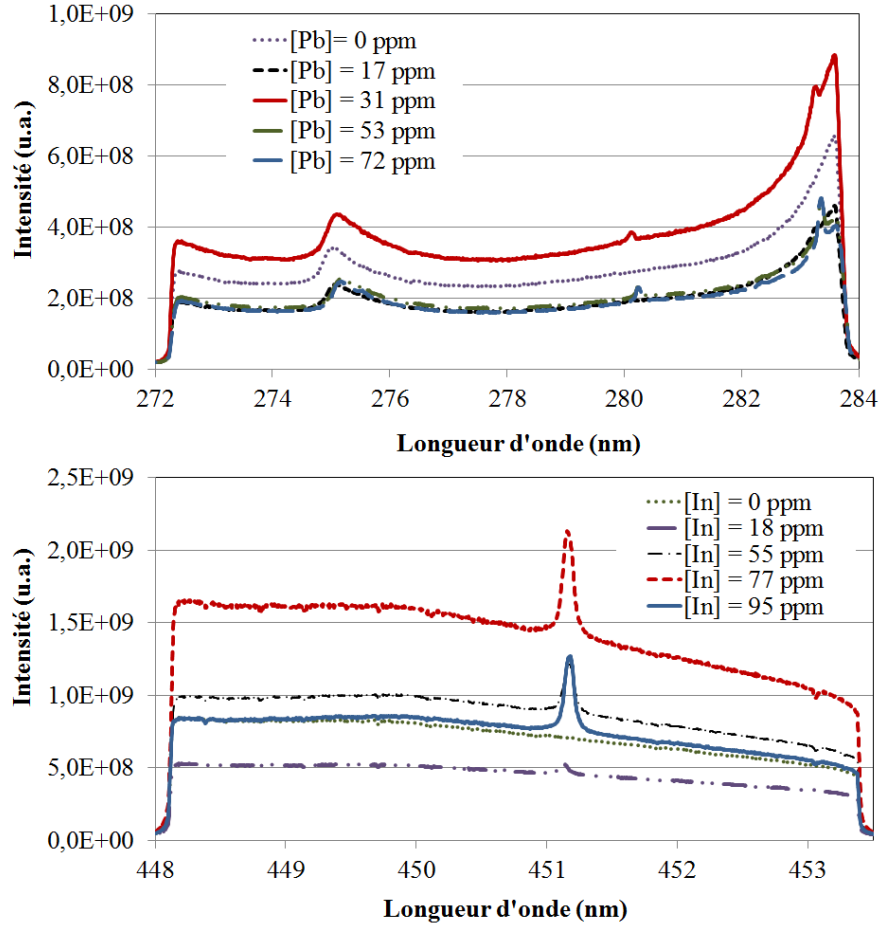 1,0E+09
8,0E+08
6,0E+08
4,0E+08
2,0E+08
0,0E+00
Intensité (u.a.)
[Pb]= 0 ppm
[Pb] = 17 ppm
[Pb] = 31 ppm
[Pb] = 53 ppm
[Pb] = 72 ppm
272 274 276 278 280 282 284
Longueur d'onde (nm)
2,5E+09
2,0E+09
1,5E+09
1,0E+09
5,0E+08
0,0E+00
Intensité (u.a.)
[In] = 0 ppm
[In] = 18 ppm
[In] = 55 ppm
[In] = 77 ppm
[In] = 95 ppm
448 449 450 451 452 453
Longueur d'onde (nm)